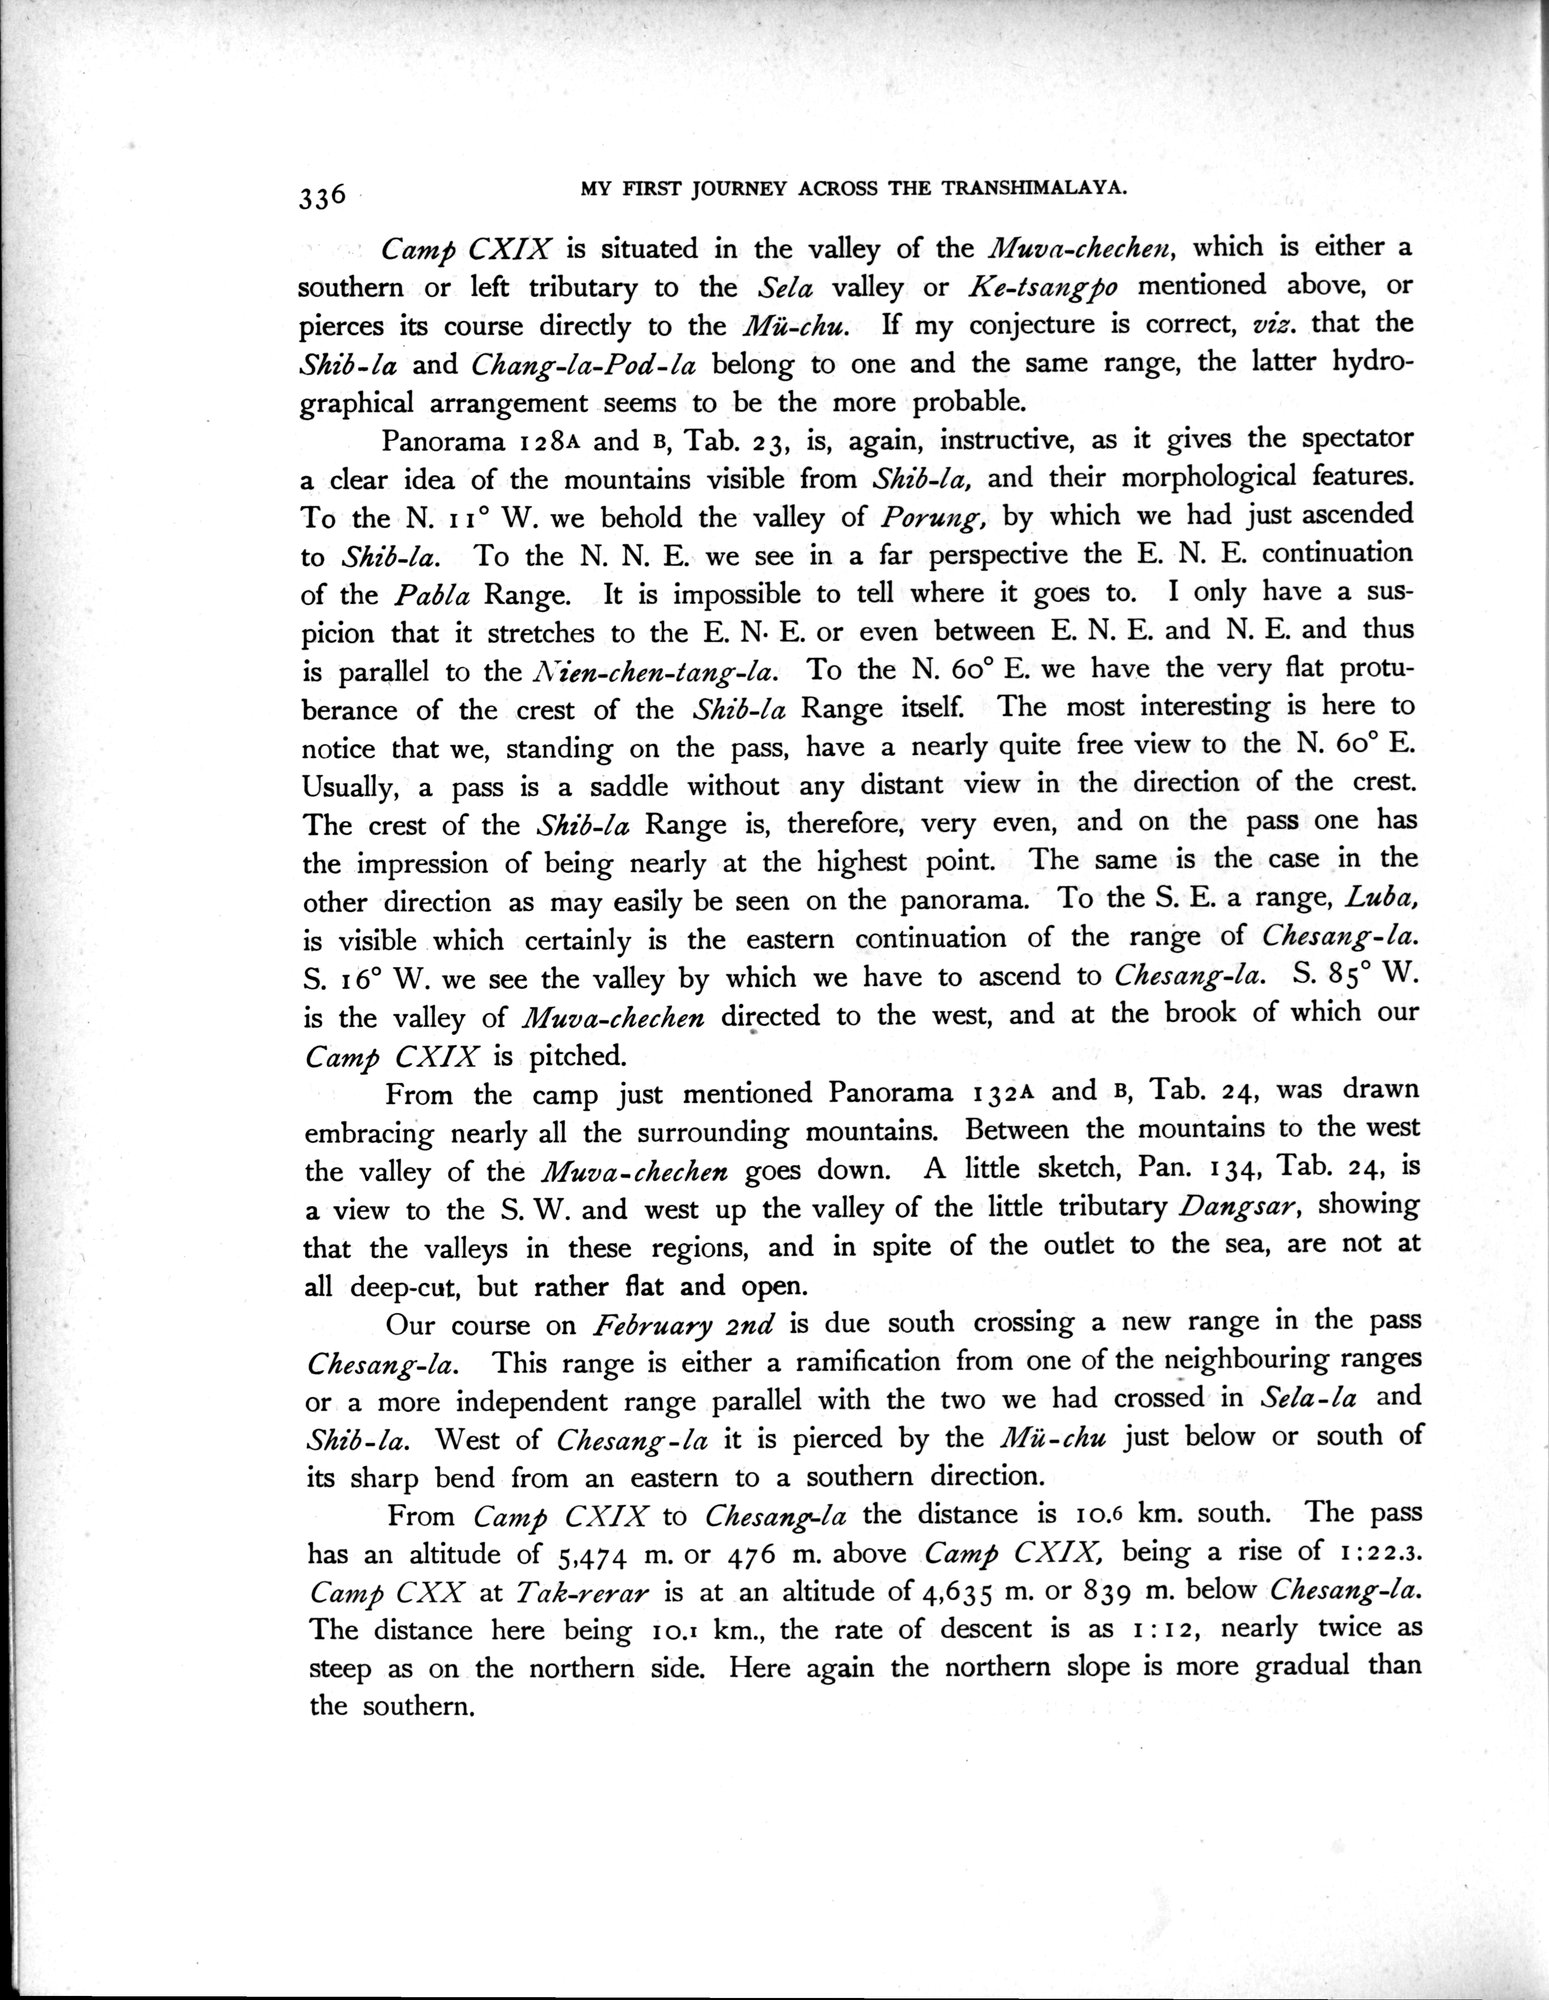 336 MY FIRST JOURNEY ACROSS THE TRANSHIMALAYA.
Camp CXIX is situated in the valley of the Muva-chechen, which is either a
southern or left tributary to the Sela valley or Ke-tsangpo mentioned above, or
pierces its course directly to the Mü-chu. If my conjecture is correct, viz. that the
Shib-la and Chang-la-Pod-la belong to one and the same range, the latter hydro-
graphical arrangement seems to be the more probable.
Panorama 128A and B, Tab. 23, is, again, instructive, as it gives the spectator
a clear idea of the mountains visible from Shib-la, and their morphological features.
To the N. 11° W. we behold the valley of Porung, by which we had just ascended
to Shib-la. To the N. N. E. we see in a far perspective the E. N. E. continuation
of the Pabla Range. It is impossible to tell where it goes to. I only have a sus-
picion that it stretches to the E. N. E. or even between E. N. E. and N. E. and thus
is parallel to the Nien-chen-tang-la. To the N. 60° E. we have the very flat protu-
berance of the crest of the Shib-la Range itself. The most interesting is here to
notice that we, standing on the pass, have a nearly quite free view to the N. 60° E.
Usually, a pass is a saddle without any distant view in the direction of the crest.
The crest of the Shib-la Range is, therefore, very even, and on the pass one has
the impression of being nearly at the highest point. The same is the case in the
other direction as may easily be seen on the panorama. To the S. E. a range, Luba,
is visible which certainly is the eastern continuation of the range of Chesang-la.
S. 16° W. we see the valley by which we have to ascend to Chesang-la. S. 85° W.
is the valley of Muva-chechen directed to the west, and at the brook of which our
Camp CXIX is pitched.
From the camp just mentioned Panorama 132A and B, Tab. 24, was drawn
embracing nearly all the surrounding mountains. Between the mountains to the west
the valley of the Muva-chechen goes down. A little sketch, Pan. 134, Tab. 24, is
a view to the S. W. and west up the valley of the little tributary Dangsar, showing
that the valleys in these regions, and in spite of the outlet to the sea, are not at
all deep-cut, but rather flat and open.
Our course on February 2nd is due south crossing a new range in the pass
Chesang-la. This range is either a ramification from one of the neighbouring ranges
or a more independent range parallel with the two we had crossed in Sela-la and
Shib-la. West of Chesang-la it is pierced by the Mü-chu just below or south of
its sharp bend from an eastern to a southern direction.
From Camp CXIX to Chesang-la the distance is 10.6 km. south. The pass
has an altitude of 5,474 m. or 476 m. above Camp CXIX, being a rise of 1:22.3.
Camp CXX at Tak-rerar is at an altitude of 4,635 m. or 839 m. below Chesang-la.
The distance here being 10.1 km., the rate of descent is as 1:12, nearly twice as
steep as on the northern side. Here again the northern slope is more gradual than
the southern.